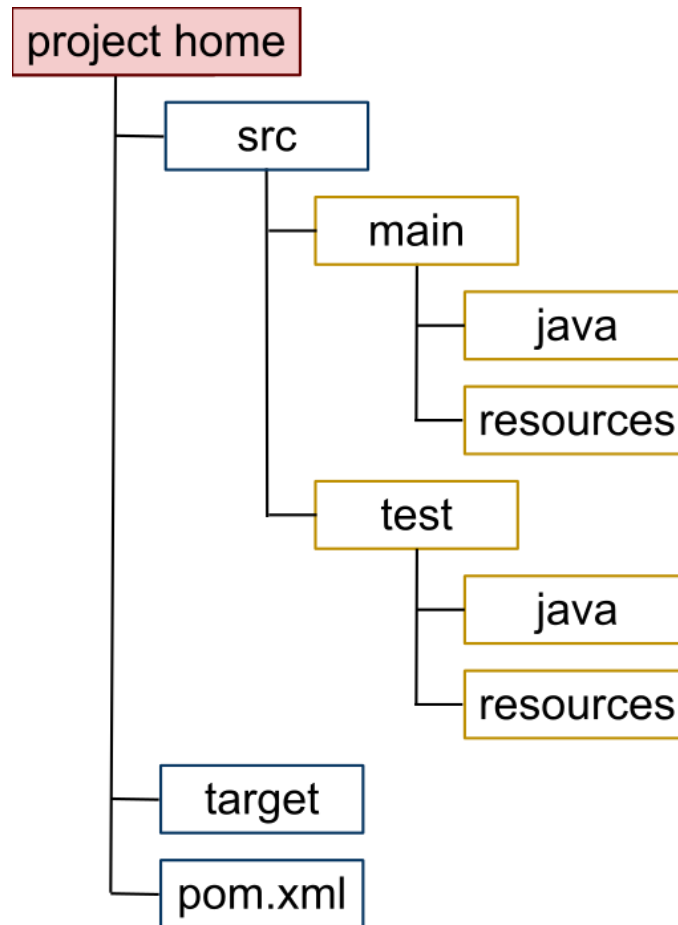 project home
src
main
java
resources
test
java
resources
target
pom.xml